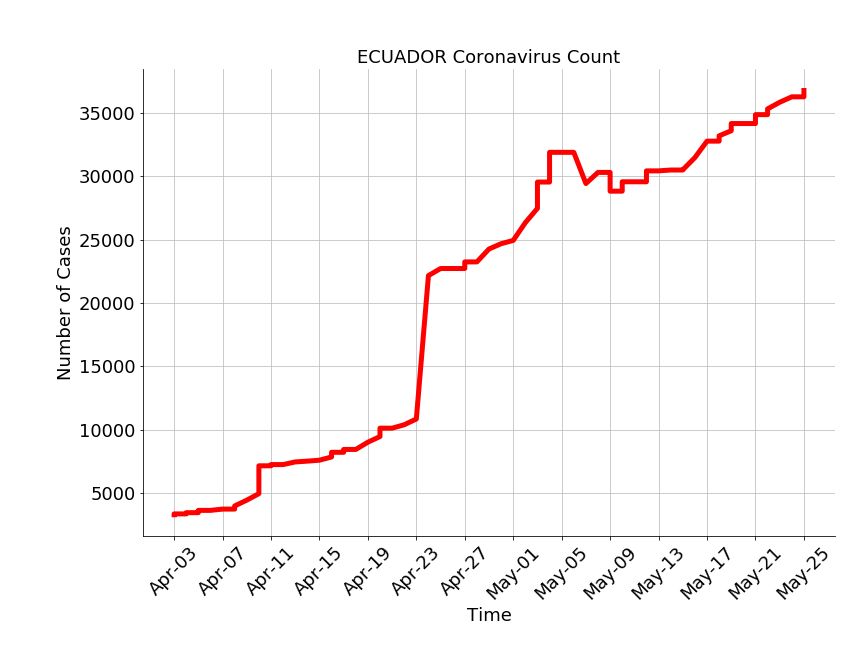 ECUADOR Coronavirus Count
Number of Cases
35000
30000
25000
20000
15000
10000
5000
Apr-03
Apr-07
Apr-11
Apr-15
Apr-19
Apr-23
Apr-27
May-01
May-05
May-09
May-13
May-17
May-21
May-25
Time